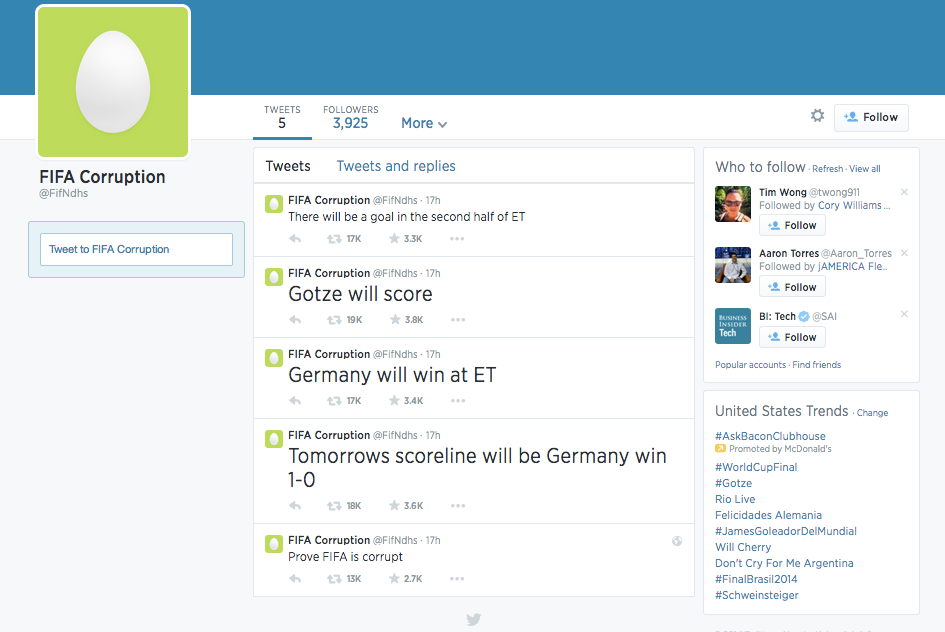 TWEETS
5
FOLLOWERS
3,925
More
Follow
FIFA Corruption
@FifNdhs
Tweet to FIFA Corruption
Tweets Tweets and replies
FIFA Corruption @FifNdhs · 17h
There will be a goal in the second half of ET
17K 3.3K
FIFA Corruption @FifNdhs · 17h
Gotze will score
19K 3.8K
FIFA Corruption @FifNdhs · 17h
Germany will win at ET
17K 3.4K
FIFA Corruption @FifNdhs · 17h
Tomorrows scoreline will be Germany win
1-0
18K 3.6K
FIFA Corruption @FifNdhs · 17h
Prove FIFA is corrupt
13K 2.7K
Who to follow · Refresh · View all
Tim Wong @twong911
Followed by Cory Williams ...
Follow
Aaron Torres @Aaron_Torres
Followed by jAMERICA Fle...
Follow
BUSINESS
INSIDER
Tech
BI: Tech @SAI
Follow
Popular accounts · Find friends
United States Trends · Change
#AskBaconClubhouse
Promoted by McDonald's
#WorldCupFinal
#Gotze
Rio Live
Felicidades Alemania
#JamesGoleadorDelMundial
Will Cherry
Don't Cry For Me Argentina
#FinalBrasil2014
#Schweinsteiger